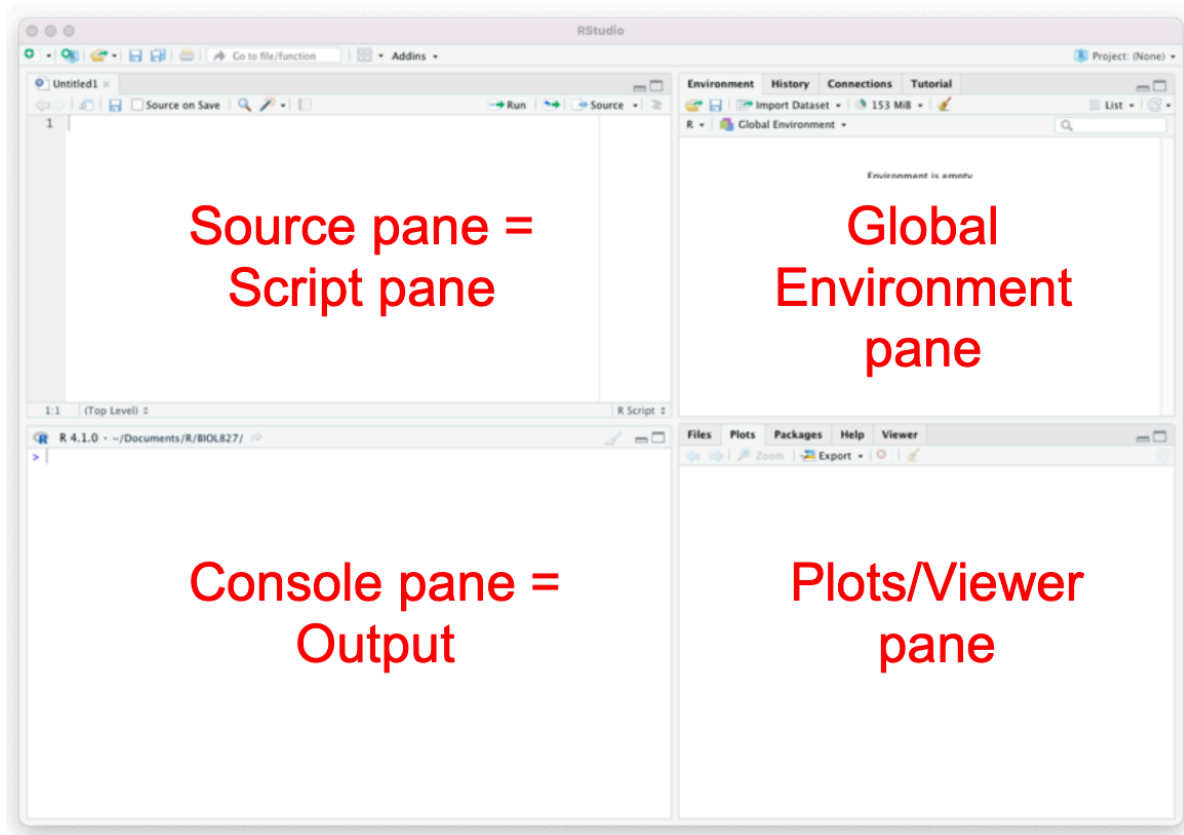 RStudio
Go to file/function Addins Project: (None)
Untitled1
Source on Save Run Source
1
Source pane =
Script pane
1:1 (Top Level) R Script
Environment History Connections Tutorial
Import Dataset 153 MiB List
R Global Environment
Environment is empty
Global
Environment
pane
R 4.1.0 · ~/Documents/R/BIOL827/
>
Console pane =
Output
Files Plots Packages Help Viewer
Zoom Export
Plots/Viewer
pane